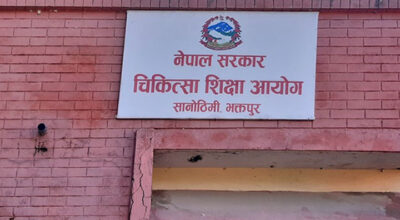 नेपाल सरकार
चिकित्सा शिक्षा आयोग
सानोठिमी, भक्तपुर